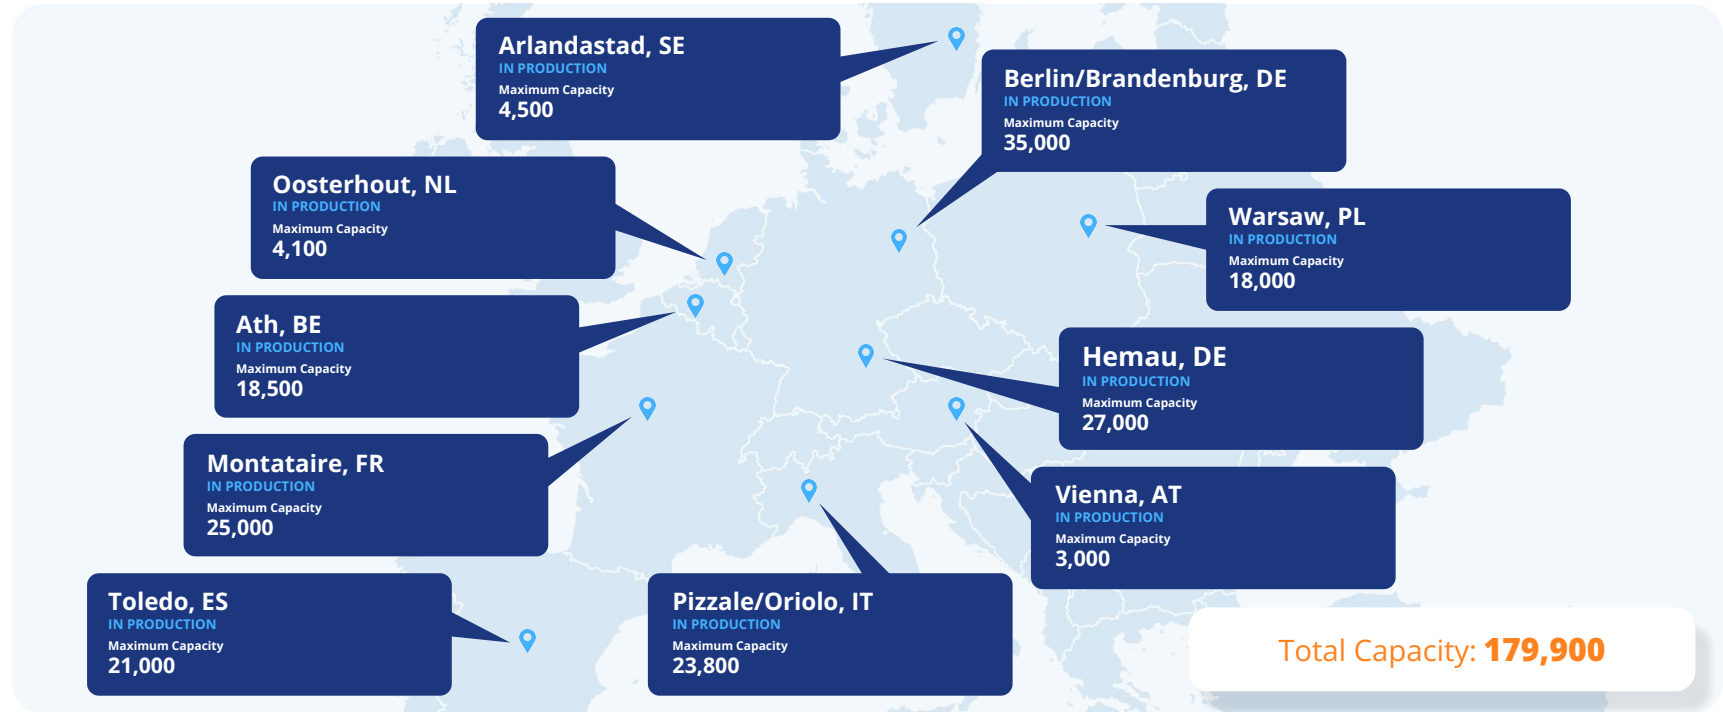 Arlandastad, SE
IN PRODUCTION
Maximum Capacity
4,500
Berlin/Brandenburg, DE
IN PRODUCTION
Maximum Capacity
35,000
Oosterhout, NL
IN PRODUCTION
Maximum Capacity
4,100
Warsaw, PL
IN PRODUCTION
Maximum Capacity
18,000
Ath, BE
IN PRODUCTION
Maximum Capacity
18,500
Hemau, DE
IN PRODUCTION
Maximum Capacity
27,000
Montataire, FR
IN PRODUCTION
Maximum Capacity
25,000
Vienna, AT
IN PRODUCTION
Maximum Capacity
3,000
Toledo, ES
IN PRODUCTION
Maximum Capacity
21,000
Pizzale/Oriolo, IT
IN PRODUCTION
Maximum Capacity
23,800
Total Capacity: 179,900